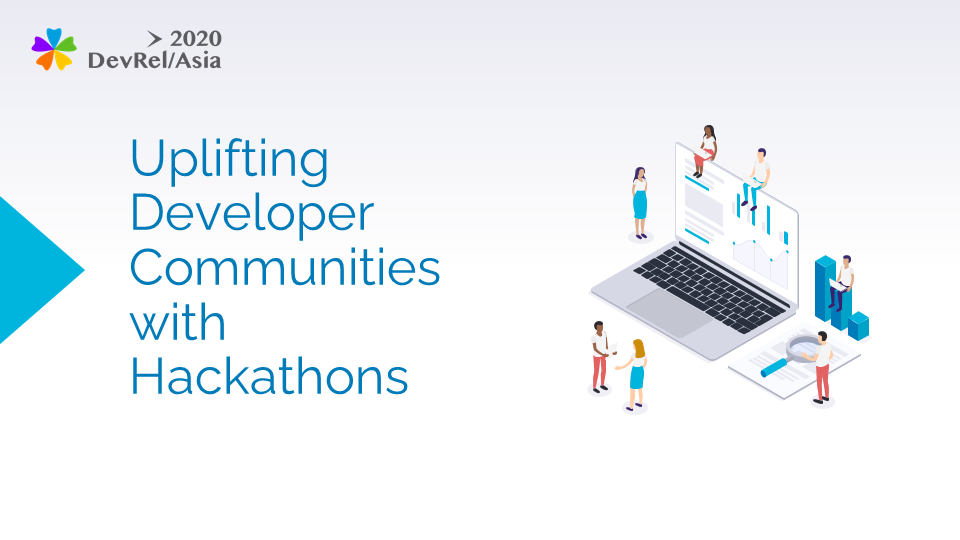 > 2020
DevRel/Asia
Uplifting
Developer
Communities
with
Hackathons